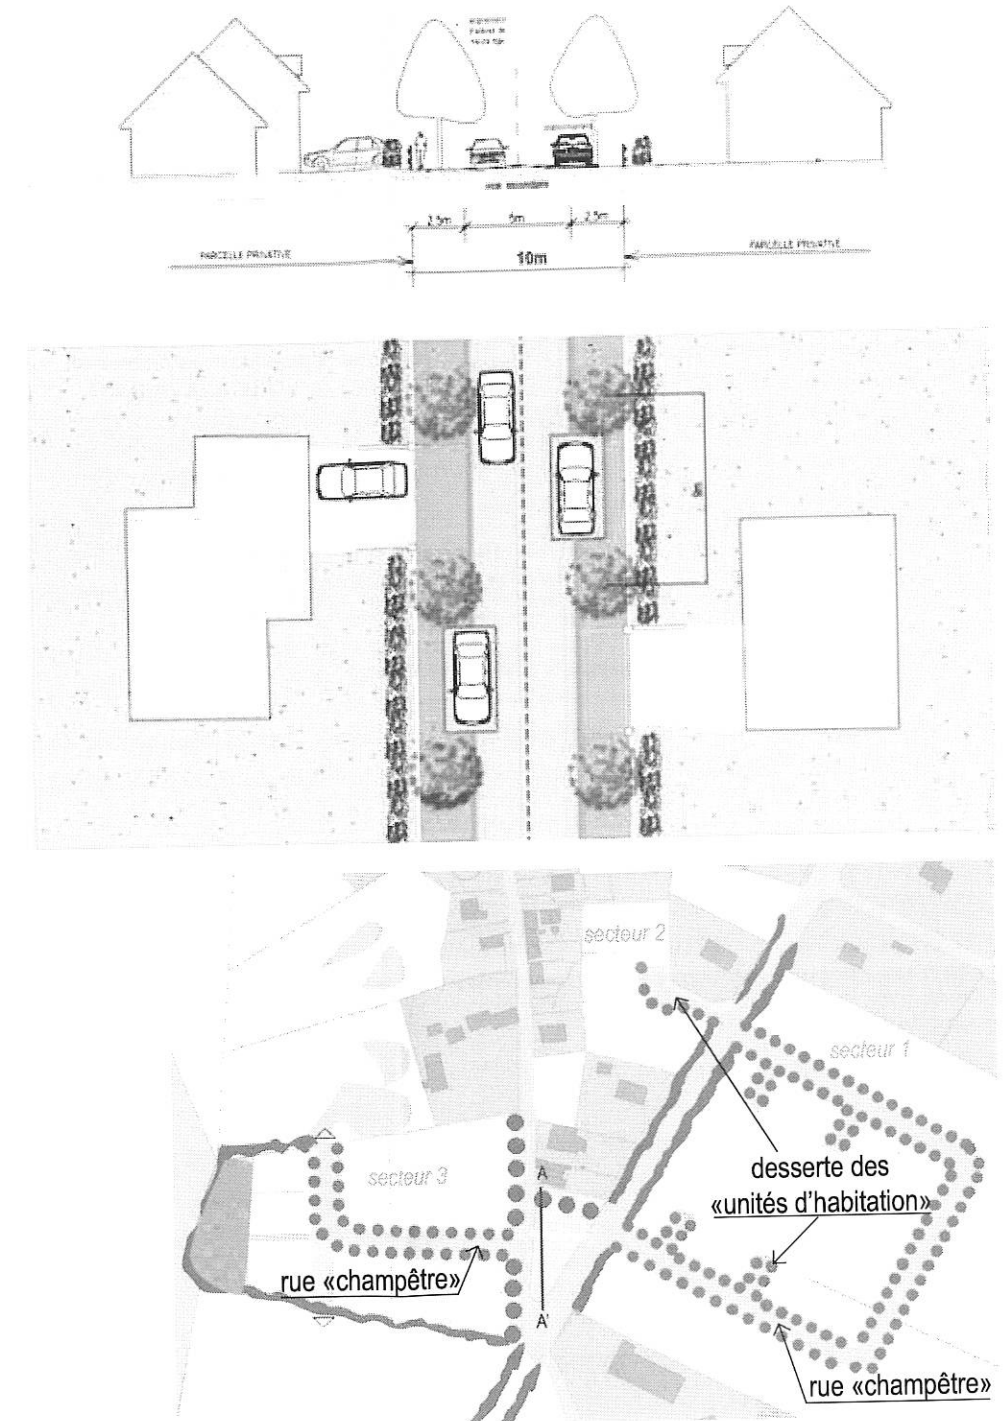 2.5m
5m
2.5m
PARCELLE PRIVATIVE
10m
PARCELLE PRIVATIVE
secteur 2
secteur 1
secteur 3
A
desserte des
«unités d'habitation»
rue «champêtre»
A'
rue «champêtre»